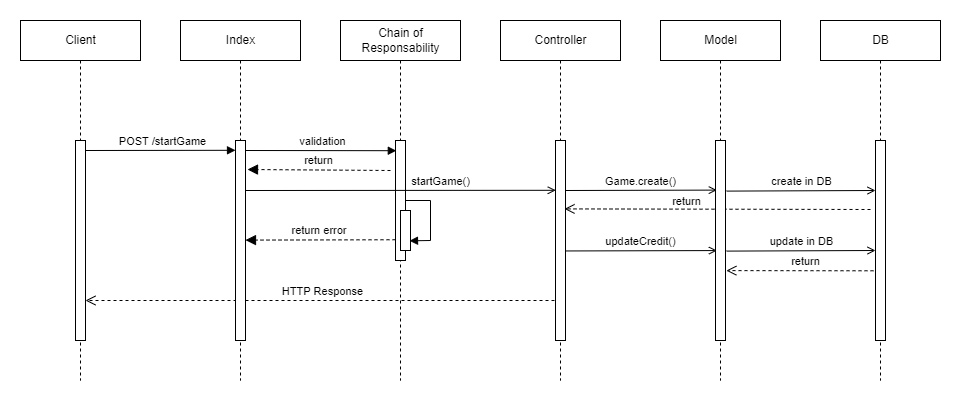 Client
Index
Chain of
Responsability
Controller
Model
DB
POST /startGame
validation
return
startGame()
Game.create()
create in DB
return
return error
updateCredit()
update in DB
return
HTTP Response